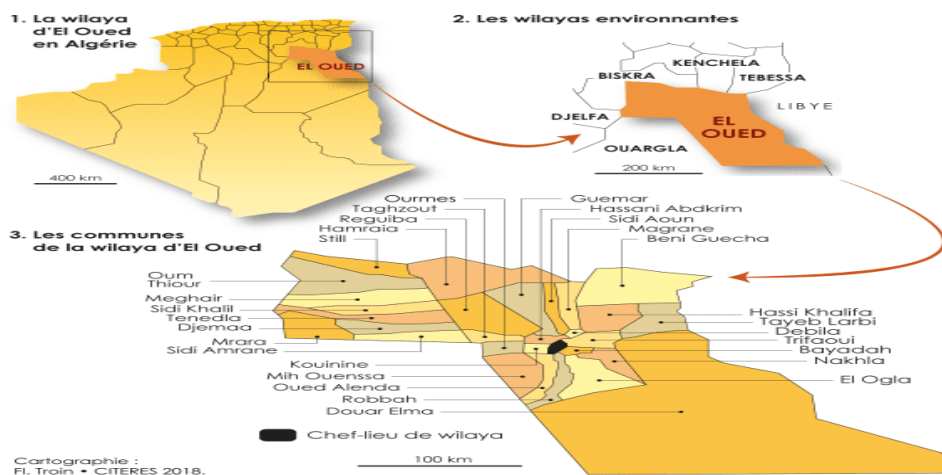 1. La wilaya
d'El Oued
en Algérie
EL OUED
400 km
2. Les wilayas environnantes
KENCHELA
BISKRA
TEBESSA
LIBYE
DJELFA
EL
OUED
OUARGLA
200 km
3. Les communes
de la wilaya d'El Oued
Ourmes
Taghzout
Reguiba
Hamraia
Still
Guemar
Hassani Abdkrim
Sidi Aoun
Magrane
Beni Guecha
Oum
Thiour
Meghair
Sidi Khalil
Tenedla
Djemaa
Mrara
Sidi Amrane
Hassi Khalifa
Tayeb Larbi
Debila
Trifaoui
Bayadah
Nakhla
El Ogla
Kouinine
Mih Ouenssa
Oued Alenda
Robbah
Douar Elma
Chef-lieu de wilaya
100 km
Cartographie :
Fl. Troin • CITERES 2018.